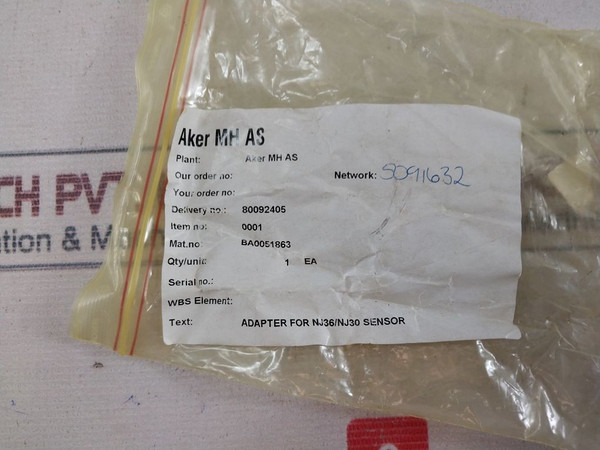 Aker MH AS
Plant: Aker MH AS
Our order no: Network: S091632
Your order no:
Delivery no.: 80092405
Item no: 0001
Mat.no: BA0051863
Qty/unit: 1 EA
Serial no.:
WBS Element:
Text: ADAPTER FOR NJ36/NJ30 SENSOR
CH PVT
ation & M